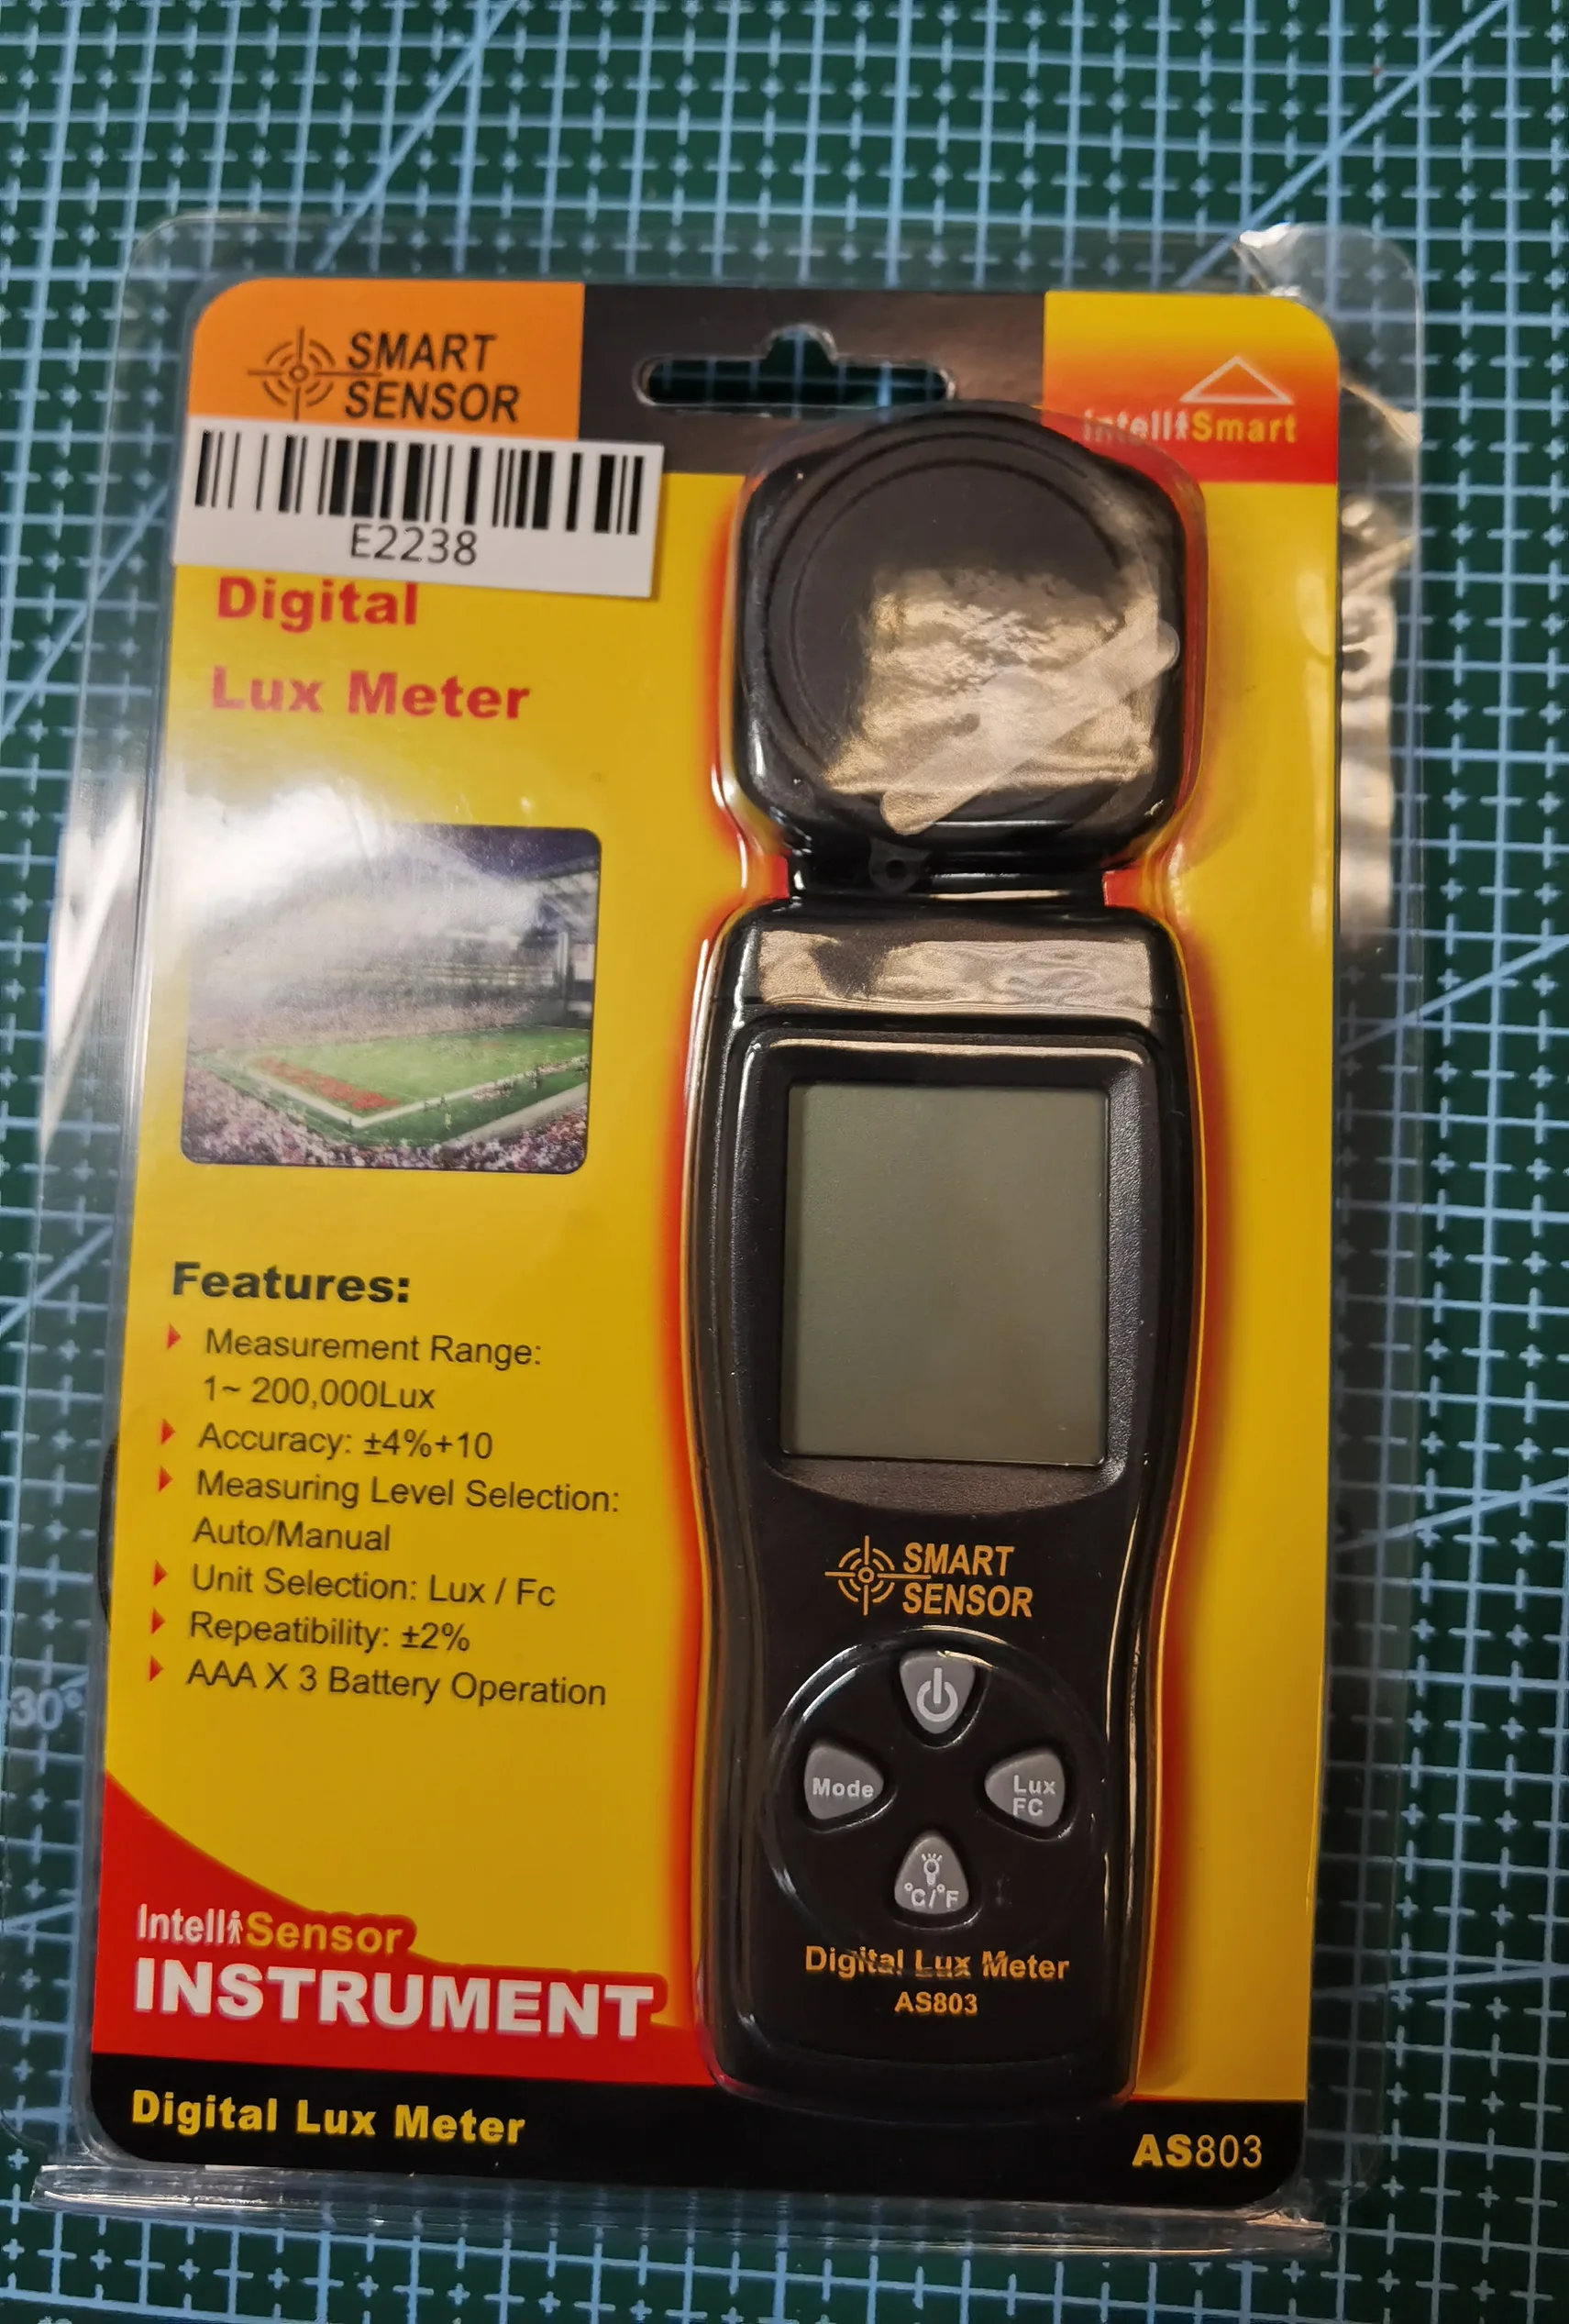 SMART
SENSOR
IntelliSmart
E2238
Digital
Lux Meter
Features:
Measurement Range:
1~ 200,000Lux
Accuracy: ±4%+10
Measuring Level Selection:
Auto/Manual
Unit Selection: Lux / Fc
Repeatibility: ±2%
AAA X 3 Battery Operation
SMART
SENSOR
Mode
Lux
FC
°C/°F
Digital Lux Meter
AS803
IntelliSensor
INSTRUMENT
Digital Lux Meter
AS803
30°